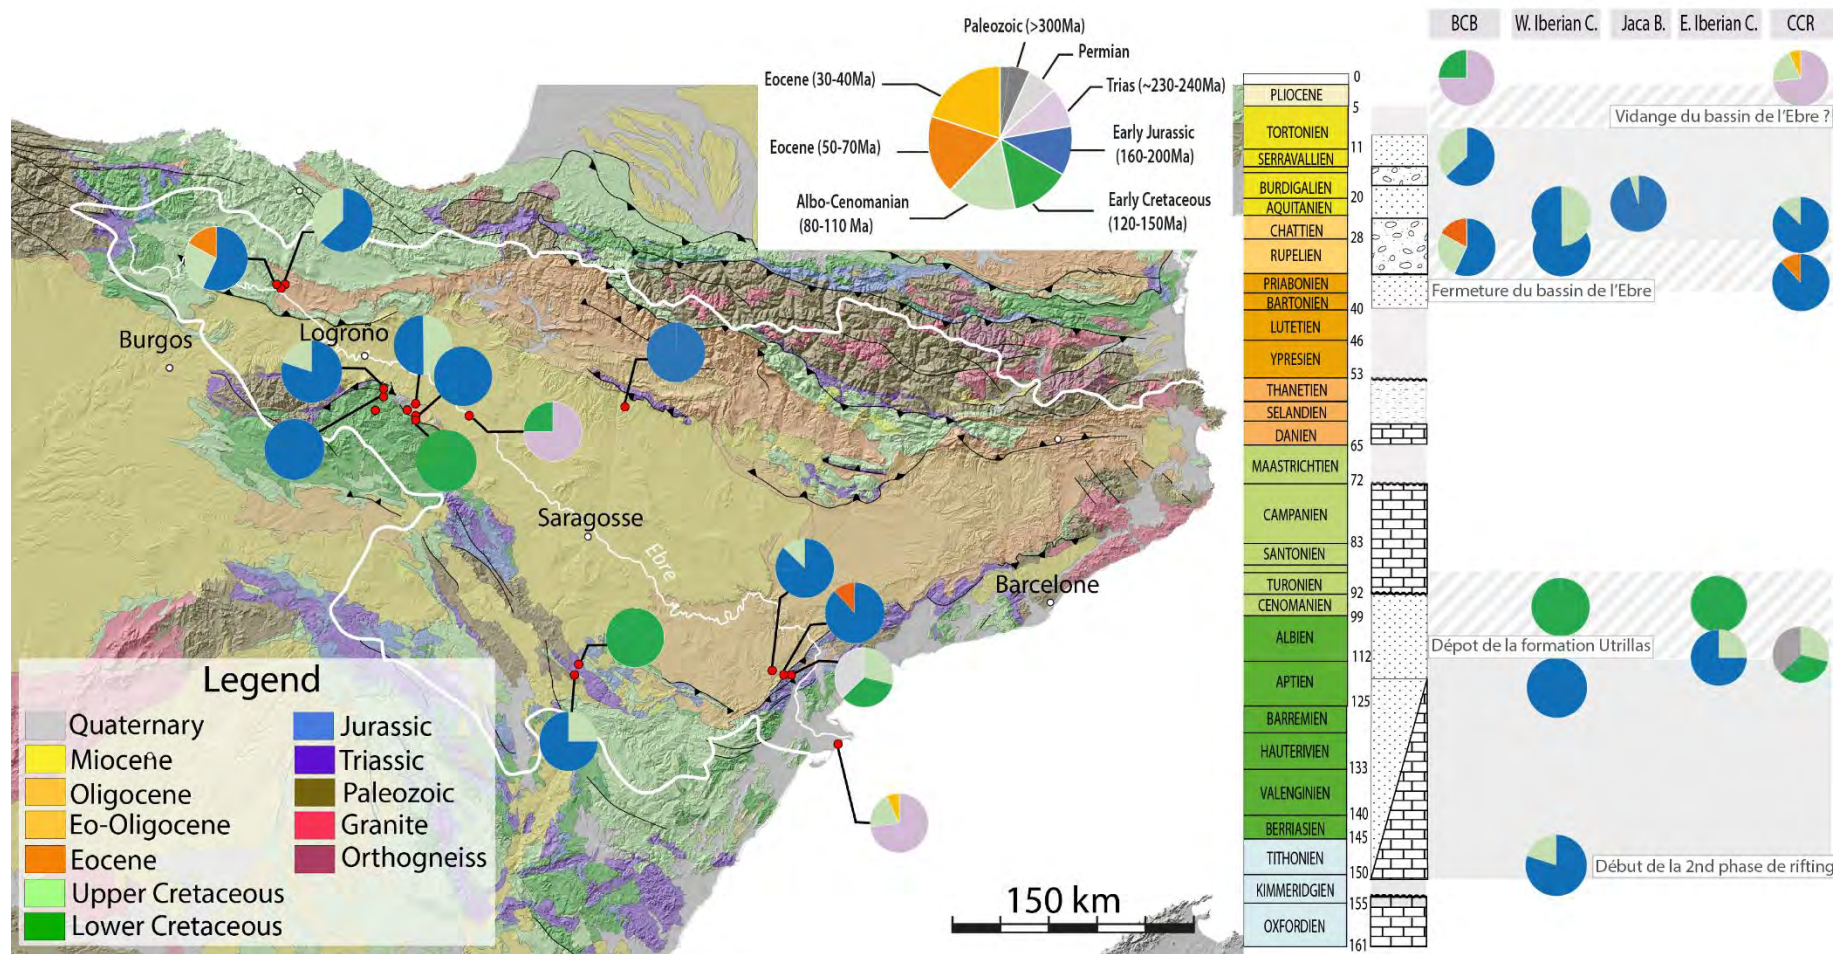 Paleozoic (>300Ma)
Permian
Eocene (30-40Ma)
Trias (~230-240Ma)
Early Jurassic
(160-200Ma)
Eocene (50-70Ma)
Albo-Cenomanian
(80-110 Ma)
Early Cretaceous
(120-150Ma)
Burgos
Logroño
Saragosse
Ebre
Barcelone
Legend
Quaternary
Miocene
Oligocene
Eo-Oligocene
Eocene
Upper Cretaceous
Lower Cretaceous
Jurassic
Triassic
Paleozoic
Granite
Orthogneiss
150 km
BCB
W. Iberian C.
Jaca B.
E. Iberian C.
CCR
0
PLIOCENE
5
TORTONIEN
11
SERRAVALLIEN
BURDIGALIEN
20
AQUITANIEN
CHATTIEN
28
RUPELIEN
PRIABONIEN
BARTONIEN
40
LUTETIEN
46
YPRESIEN
53
THANETIEN
SELANDIEN
DANIEN
65
MAASTRICHTIEN
72
CAMPANIEN
83
SANTONIEN
TURONIEN
92
CENOMANIEN
99
ALBIEN
112
APTIEN
125
BARREMIEN
HAUTERIVIEN
133
VALENGINIEN
140
BERRIASIEN
145
TITHONIEN
150
KIMMERIDGIEN
155
OXFORDIEN
161
Vidange du bassin de l'Ebre ?
Fermeture du bassin de l'Ebre
Dépot de la formation Utrillas
Début de la 2nd phase de rifting